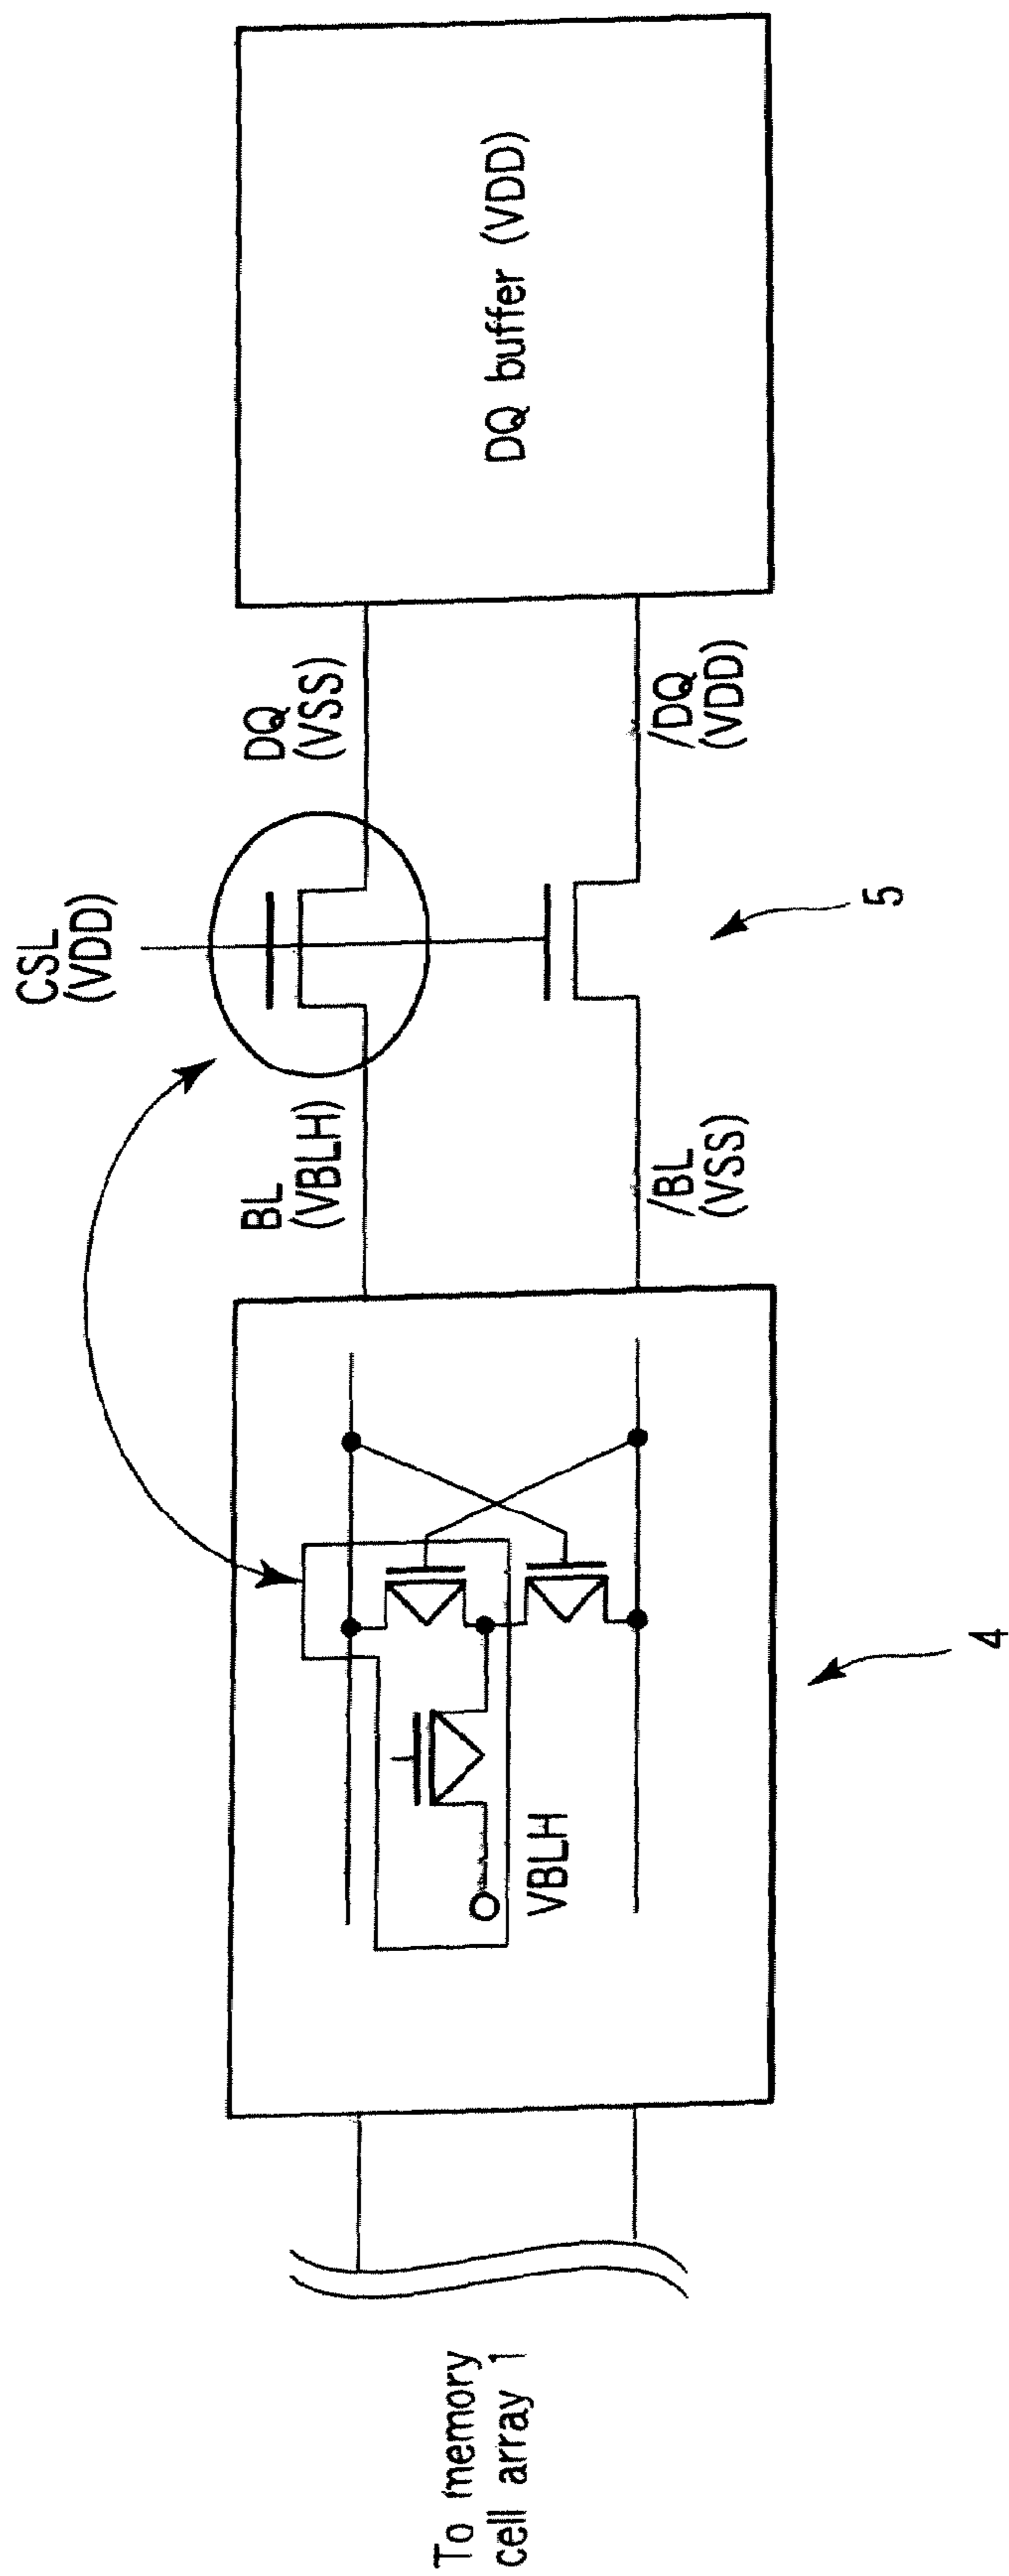 CSL
(VDD)
BL
(VBLH)
DQ
(VSS)
DQ buffer (VDD)
VBLH
To memory
cell array 1
/BL
(VSS)
/DQ
(VDD)
5
4